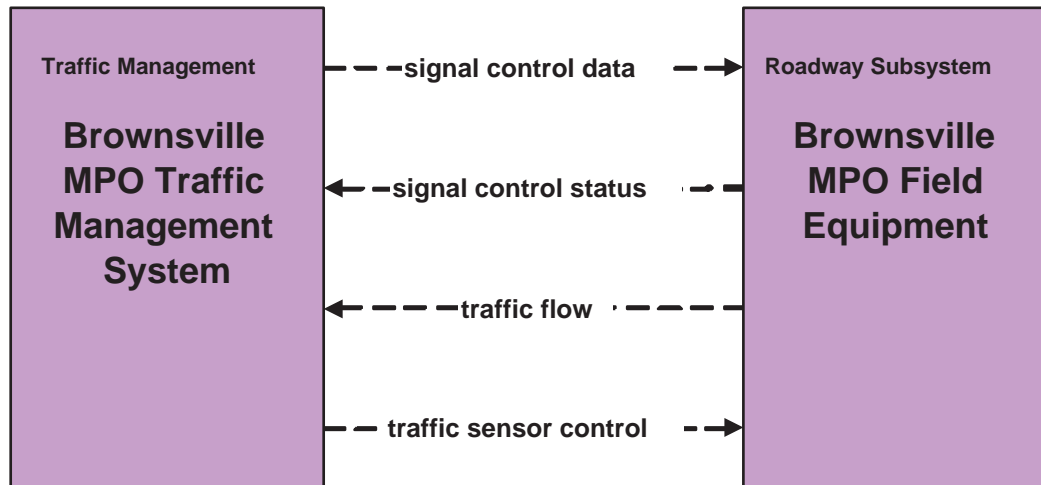 Traffic Management
Brownsville
MPO Traffic
Management
System
signal control data
signal control status
traffic flow
traffic sensor control
Roadway Subsystem
Brownsville
MPO Field
Equipment